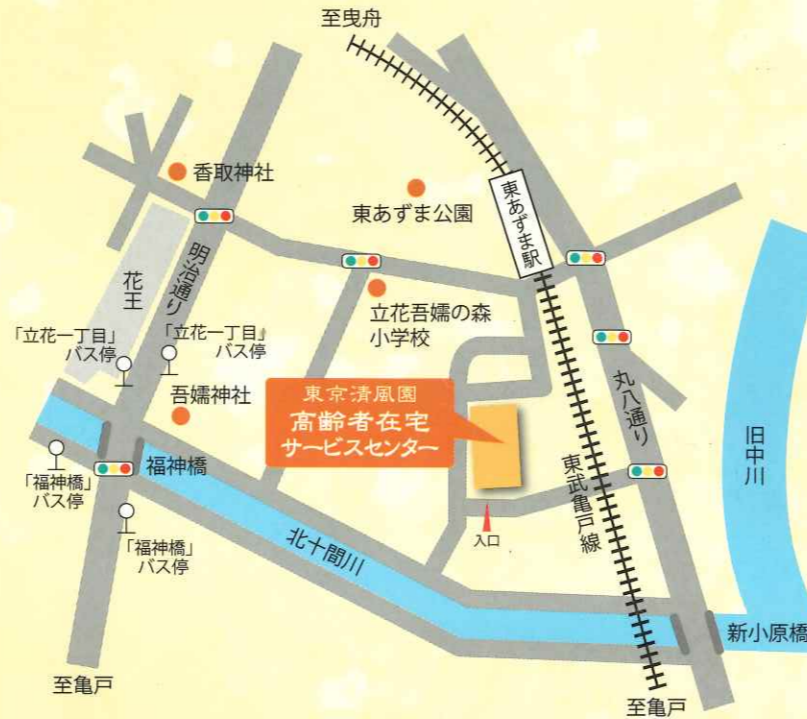 至曳舟
香取神社
東あずま公園
東あずま駅
花王
明治通り
立花吾嬬の森
小学校
「立花一丁目」
バス停
「立花一丁目」
バス停
吾嬬神社
東京清風園
高齢者在宅
サービスセンター
丸八通り
旧中川
「福神橋」
バス停
福神橋
「福神橋」
バス停
北十間川
入口
東武亀戸線
新小原橋
至亀戸
至亀戸